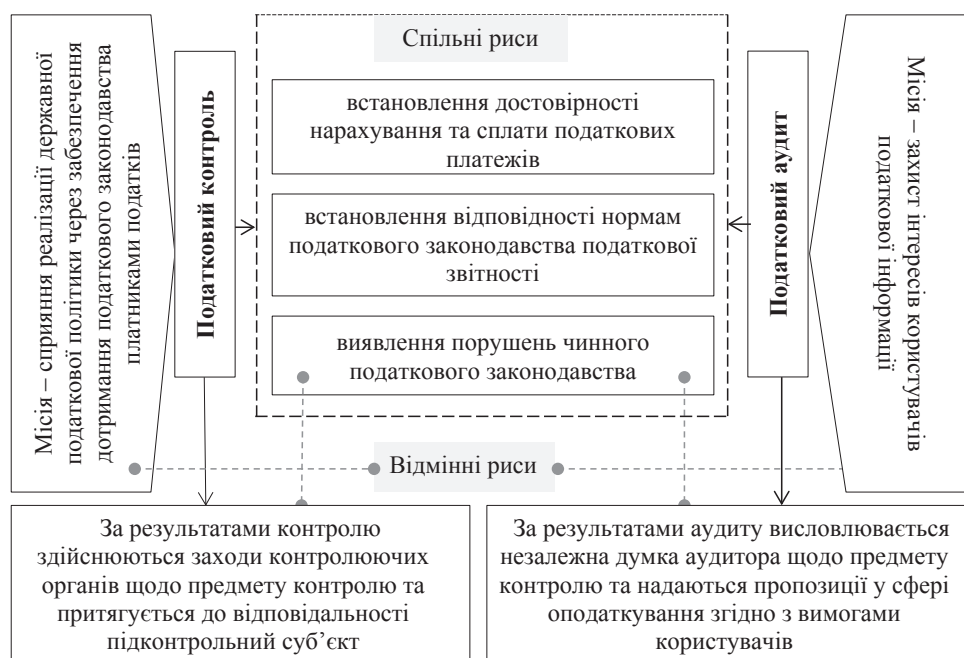 Місія – сприяння реалізації державної
податкової політики через забезпечення
дотримання податкового законодавства
платниками податків
Податковий контроль
Спільні риси
встановлення достовірності
нарахування та сплати податкових
платежів
встановлення відповідності нормам
податкового законодавства податкової
звітності
виявлення порушень чинного
податкового законодавства
Податковий аудит
Місія – захист інтересів користувачів
податкової інформації
Відмінні риси
За результатами контролю
здійснюються заходи контролюючих
органів щодо предмету контролю та
притягується до відповідальності
підконтрольний суб’єкт
За результатами аудиту висловлюється
незалежна думка аудитора щодо предмету
контролю та надаються пропозиції у сфері
оподаткування згідно з вимогами
користувачів